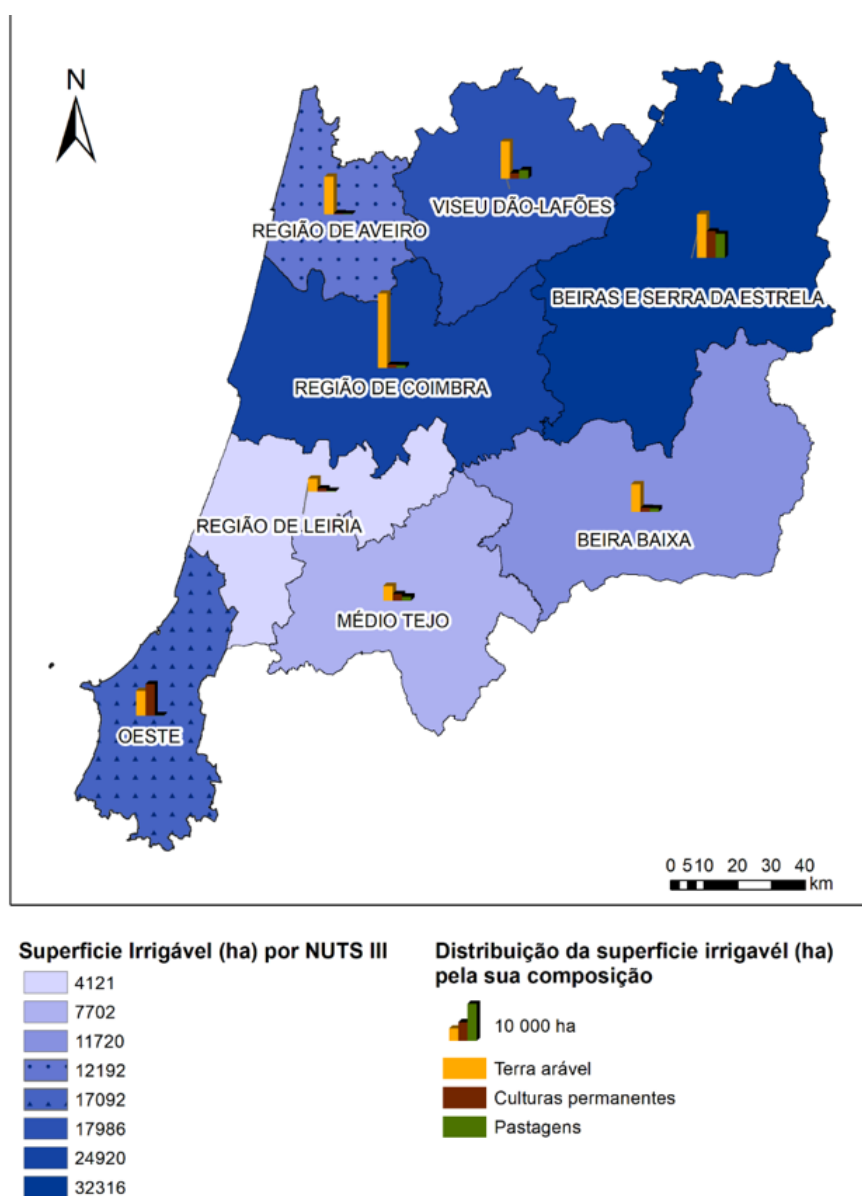 N
VISEU DÃO-LAFÕES
REGIÃO DE AVEIRO
BEIRAS E SERRA DA ESTRELA
REGIÃO DE COIMBRA
REGIÃO DE LEIRIA
BEIRA BAIXA
MÉDIO TEJO
OESTE
0 510 20 30 40
km
Superficie Irrigável (ha) por NUTS III
4121
7702
11720
12192
17092
17986
24920
32316
Distribuição da superficie irrigavél (ha)
pela sua composição
10 000 ha
Terra arável
Culturas permanentes
Pastagens